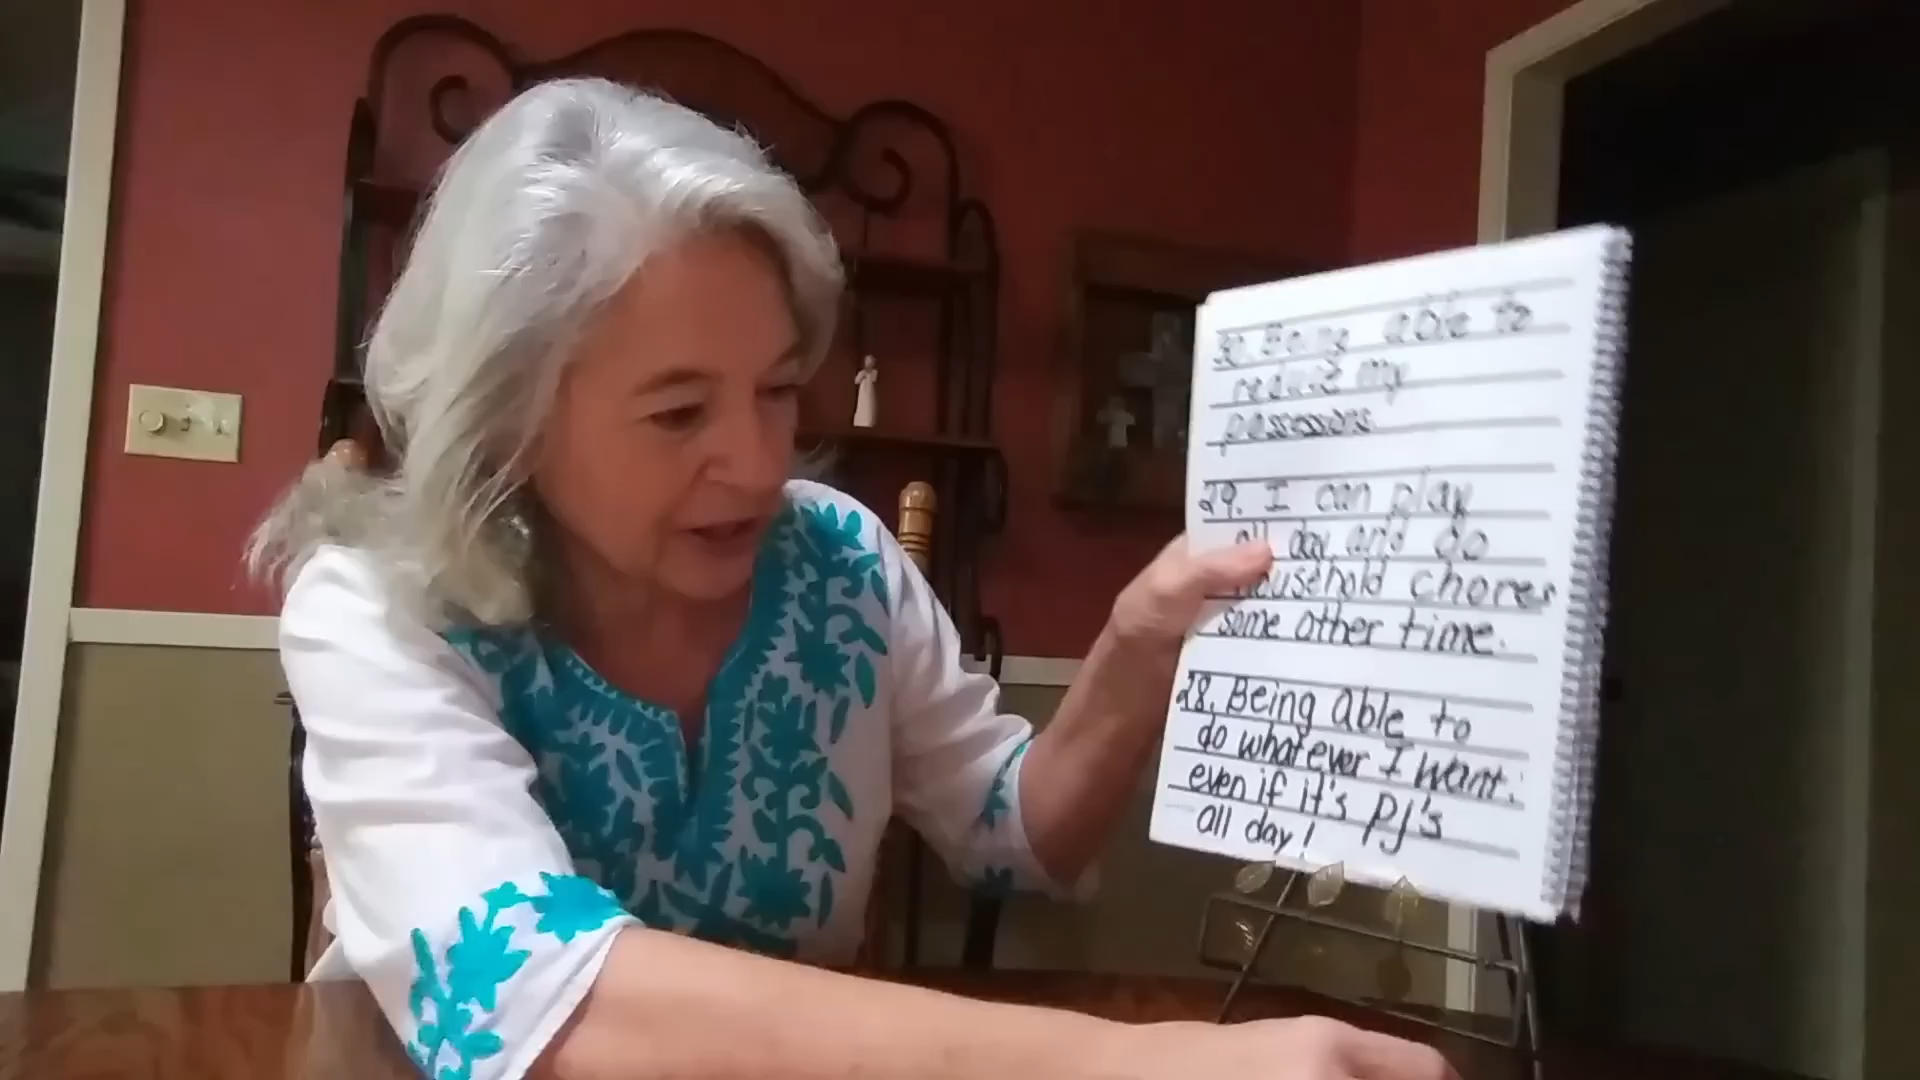 30. Being able to
reduce my
possessions.
29. I can play
all day, and do
household chores
some other time.
28. Being able to
do whatever I want;
even if it's PJ's
all day!